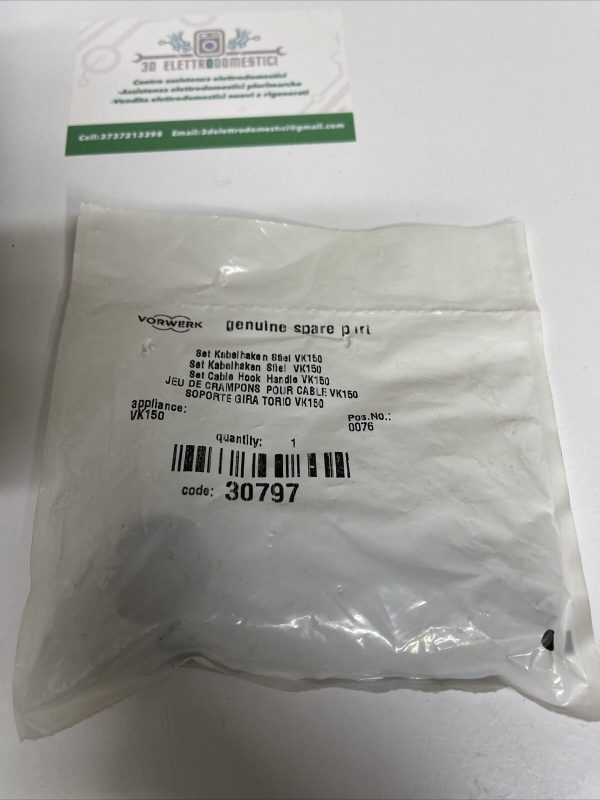 3D ELETTRODOMESTICI
Centro assistenza elettrodomestici
-Assistenza elettrodomestici plurimarche
-Vendita elettrodomestici nuovi e rigenerati
Cell:3737213398 Email:3delettrodomestici@gmail.com
VORWERK genuine spare part
Set Kabelhaken Stiel VK150
Set Kabelhaken Stiel VK150
Set Cable Hook Handle VK150
JEU DE CRAMPONS POUR CABLE VK150
SOPORTE GIRA TORIO VK150
appliance:
VK150
Pos.No.:
0076
quantity: 1
code: 30797